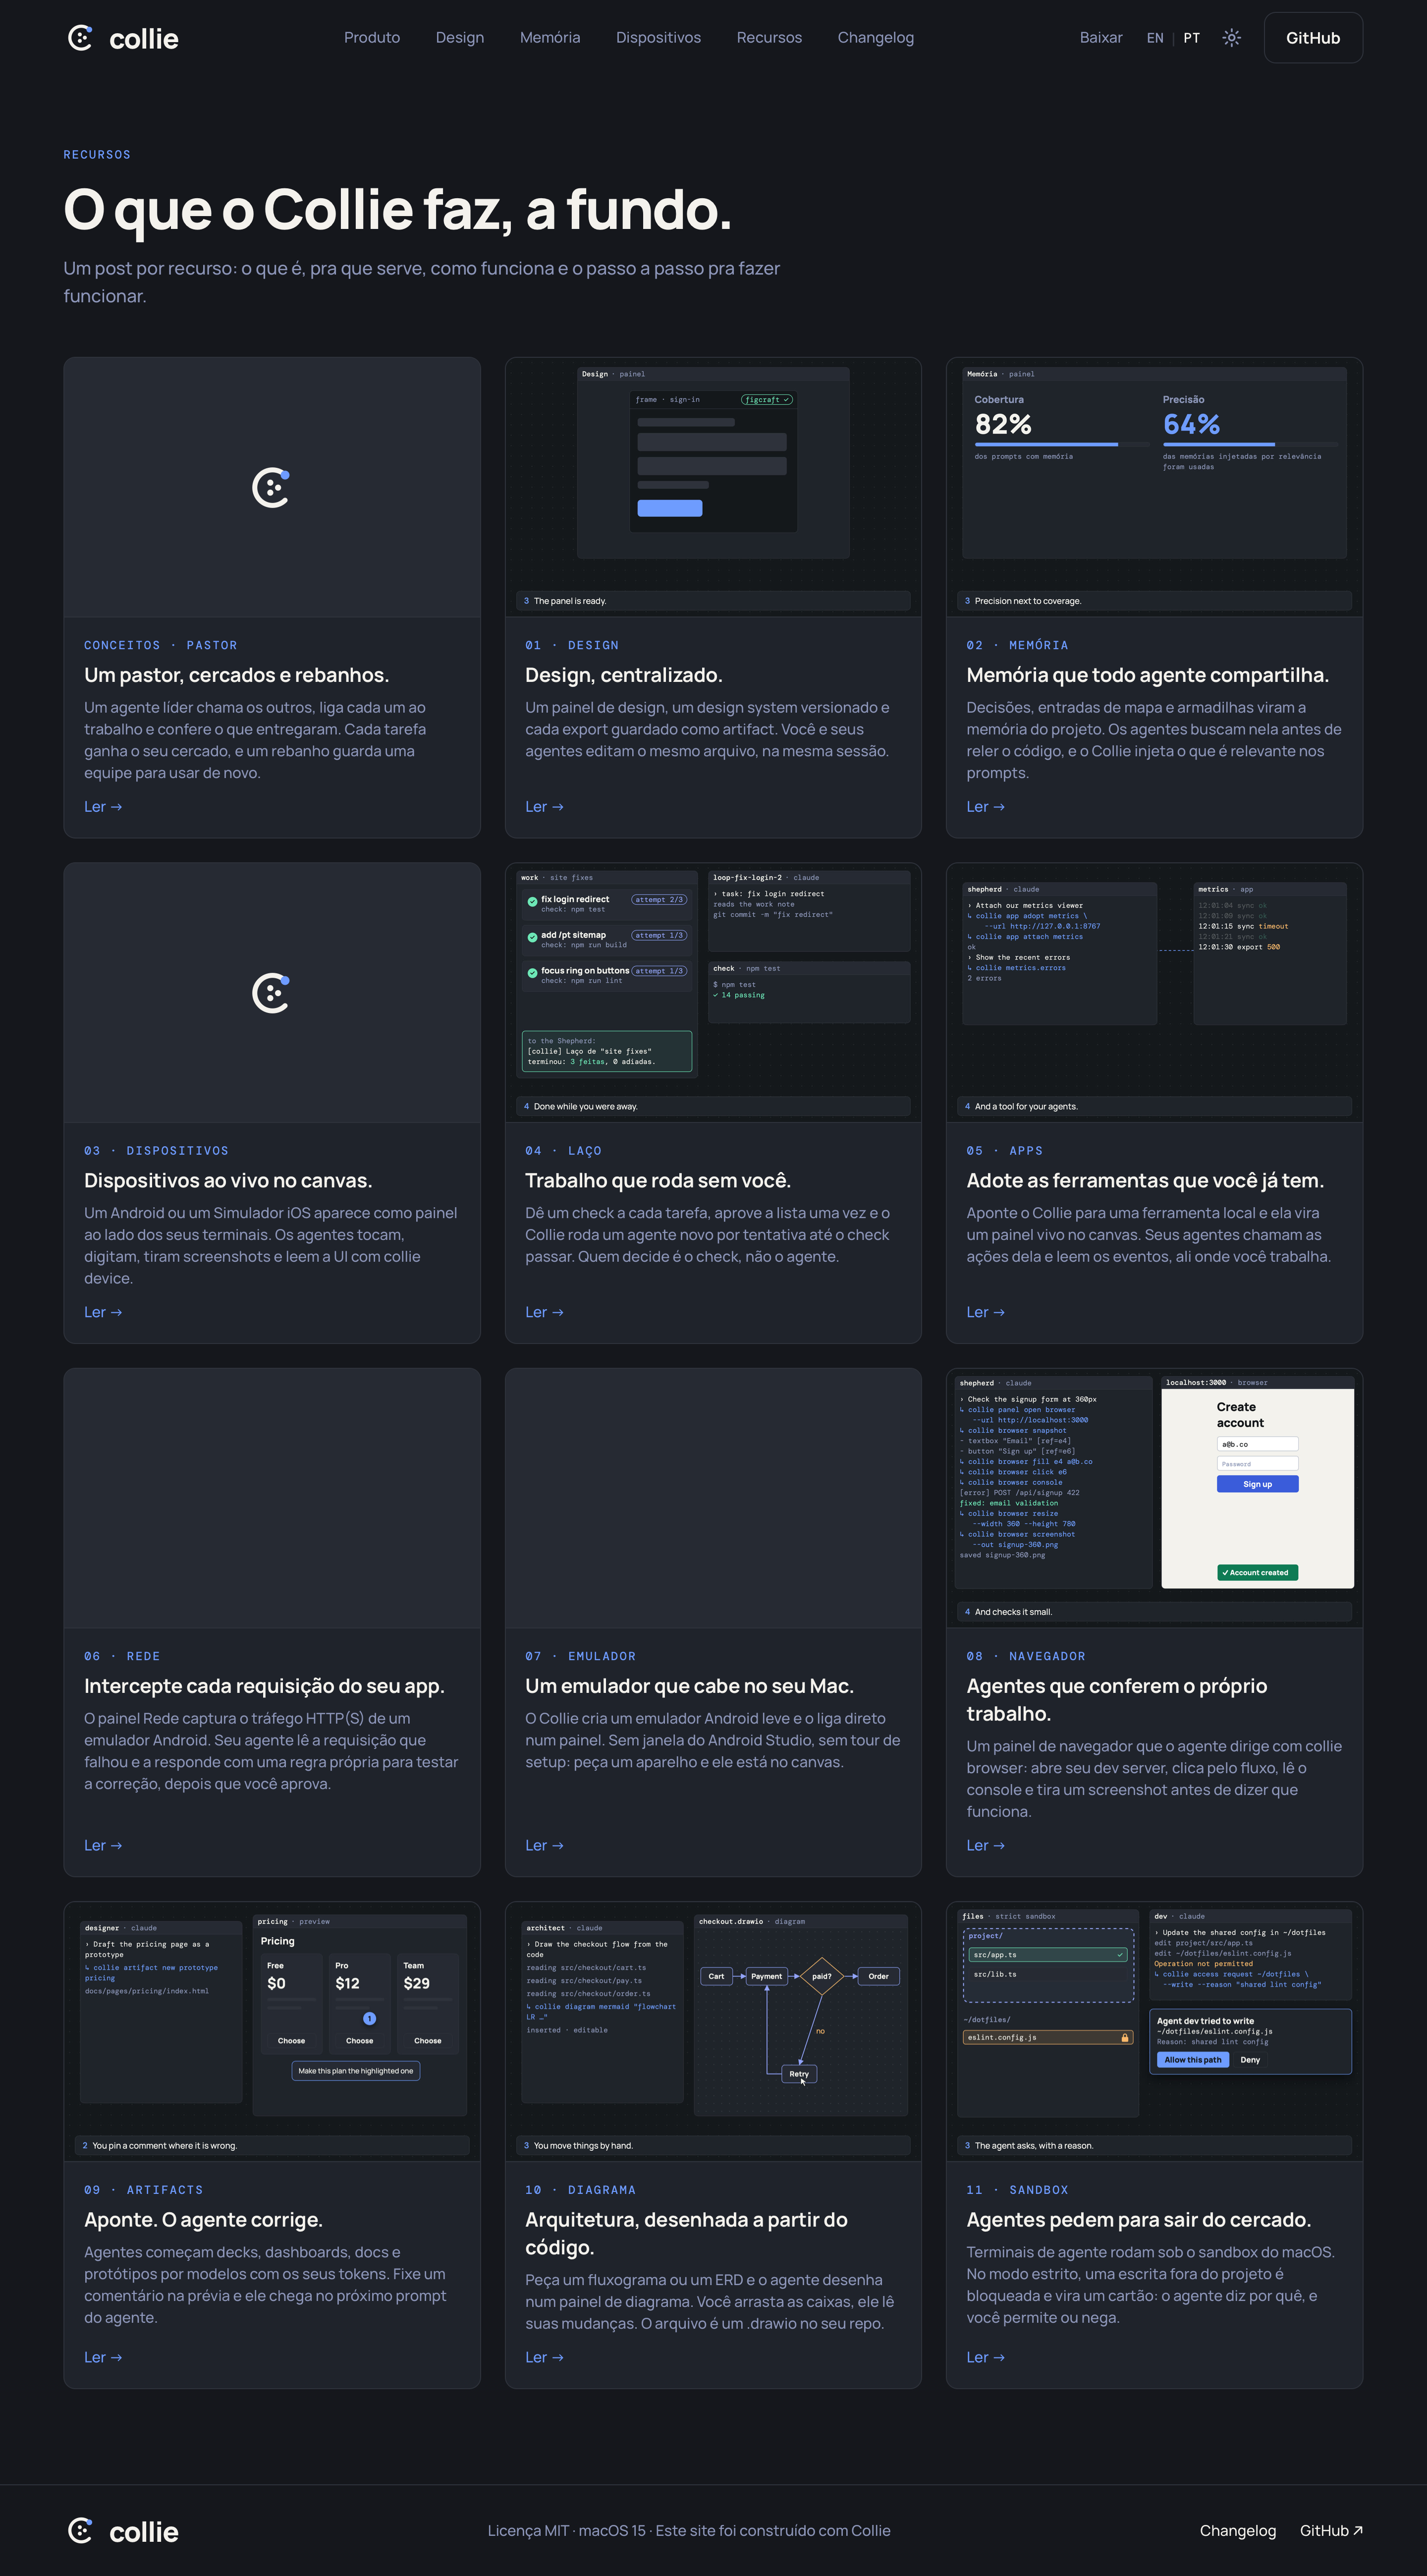 collie
Produto
Design
Memória
Dispositivos
Recursos
Changelog
Baixar
EN | PT
GitHub
RECURSOS
O que o Collie faz, a fundo.
Um post por recurso: o que é, pra que serve, como funciona e o passo a passo pra fazer
funcionar.
CONCEITOS · PASTOR
Um pastor, cercados e rebanhos.
Um agente líder chama os outros, liga cada um ao
trabalho e confere o que entregaram. Cada tarefa
ganha o seu cercado, e um rebanho guarda uma
equipe para usar de novo.
Ler →
Design · painel
frame · sign-in
figcraft ✓
3 The panel is ready.
01 · DESIGN
Design, centralizado.
Um painel de design, um design system versionado e
cada export guardado como artifact. Você e seus
agentes editam o mesmo arquivo, na mesma sessão.
Ler →
Memória · painel
Cobertura
82%
dos prompts com memória
Precisão
64%
das memórias injetadas por relevância
foram usadas
3 Precision next to coverage.
02 · MEMÓRIA
Memória que todo agente compartilha.
Decisões, entradas de mapa e armadilhas viram a
memória do projeto. Os agentes buscam nela antes de
reler o código, e o Collie injeta o que é relevante nos
prompts.
Ler →
03 · DISPOSITIVOS
Dispositivos ao vivo no canvas.
Um Android ou um Simulador iOS aparece como painel
ao lado dos seus terminais. Os agentes tocam,
digitam, tiram screenshots e leem a UI com collie
device.
Ler →
work · site fixes
fix login redirect
attempt 2/3
check: npm test
add /pt sitemap
attempt 1/3
check: npm run build
focus ring on buttons
attempt 1/3
check: npm run lint
to the Shepherd:
[collie] Laço de "site fixes"
terminou: 3 feitas, 0 adiadas.
loop-fix-login-2 · claude
› task: fix login redirect
reads the work note
git commit -m "fix redirect"
check · npm test
$ npm test
✓ 14 passing
4 Done while you were away.
04 · LAÇO
Trabalho que roda sem você.
Dê um check a cada tarefa, aprove a lista uma vez e o
Collie roda um agente novo por tentativa até o check
passar. Quem decide é o check, não o agente.
Ler →
shepherd · claude
› Attach our metrics viewer
↳ collie app adopt metrics \
--url http://127.0.0.1:8767
↳ collie app attach metrics
ok
› Show the recent errors
↳ collie metrics.errors
2 errors
metrics · app
12:01:04 sync ok
12:01:09 sync ok
12:01:15 sync timeout
12:01:21 sync ok
12:01:30 export 500
4 And a tool for your agents.
05 · APPS
Adote as ferramentas que você já tem.
Aponte o Collie para uma ferramenta local e ela vira
um painel vivo no canvas. Seus agentes chamam as
ações dela e leem os eventos, ali onde você trabalha.
Ler →
06 · REDE
Intercepte cada requisição do seu app.
O painel Rede captura o tráfego HTTP(S) de um
emulador Android. Seu agente lê a requisição que
falhou e a responde com uma regra própria para testar
a correção, depois que você aprova.
Ler →
07 · EMULADOR
Um emulador que cabe no seu Mac.
O Collie cria um emulador Android leve e o liga direto
num painel. Sem janela do Android Studio, sem tour de
setup: peça um aparelho e ele está no canvas.
Ler →
shepherd · claude
› Check the signup form at 360px
↳ collie panel open browser
--url http://localhost:3000
↳ collie browser snapshot
- textbox "Email" [ref=e4]
- button "Sign up" [ref=e6]
↳ collie browser fill e4 a@b.co
↳ collie browser click e6
↳ collie browser console
[error] POST /api/signup 422
fixed: email validation
↳ collie browser resize
--width 360 --height 780
↳ collie browser screenshot
--out signup-360.png
saved signup-360.png
localhost:3000 · browser
Create
account
a@b.co
Password
Sign up
✓ Account created
4 And checks it small.
08 · NAVEGADOR
Agentes que conferem o próprio
trabalho.
Um painel de navegador que o agente dirige com collie
browser: abre seu dev server, clica pelo fluxo, lê o
console e tira um screenshot antes de dizer que
funciona.
Ler →
designer · claude
› Draft the pricing page as a
prototype
↳ collie artifact new prototype
pricing
docs/pages/pricing/index.html
pricing · preview
Pricing
Free
$0
Choose
Pro
$12
1
Choose
Team
$29
Choose
Make this plan the highlighted one
2 You pin a comment where it is wrong.
09 · ARTIFACTS
Aponte. O agente corrige.
Agentes começam decks, dashboards, docs e
protótipos por modelos com os seus tokens. Fixe um
comentário na prévia e ele chega no próximo prompt
do agente.
Ler →
architect · claude
› Draw the checkout flow from the
code
reading src/checkout/cart.ts
reading src/checkout/pay.ts
reading src/checkout/order.ts
↳ collie diagram mermaid "flowchart
LR …"
inserted · editable
checkout.drawio · diagram
Cart
Payment
paid?
Order
no
Retry
3 You move things by hand.
10 · DIAGRAMA
Arquitetura, desenhada a partir do
código.
Peça um fluxograma ou um ERD e o agente desenha
num painel de diagrama. Você arrasta as caixas, ele lê
suas mudanças. O arquivo é um .drawio no seu repo.
Ler →
files · strict sandbox
project/
src/app.ts ✓
src/lib.ts
~/dotfiles/
eslint.config.js
dev · claude
› Update the shared config in ~/dotfiles
edit project/src/app.ts
edit ~/dotfiles/eslint.config.js
Operation not permitted
↳ collie access request ~/dotfiles \
--write --reason "shared lint config"
Agent dev tried to write
~/dotfiles/eslint.config.js
Reason: shared lint config
Allow this path
Deny
3 The agent asks, with a reason.
11 · SANDBOX
Agentes pedem para sair do cercado.
Terminais de agente rodam sob o sandbox do macOS.
No modo estrito, uma escrita fora do projeto é
bloqueada e vira um cartão: o agente diz por quê, e
você permite ou nega.
Ler →
collie
Licença MIT · macOS 15 · Este site foi construído com Collie
Changelog
GitHub ↗